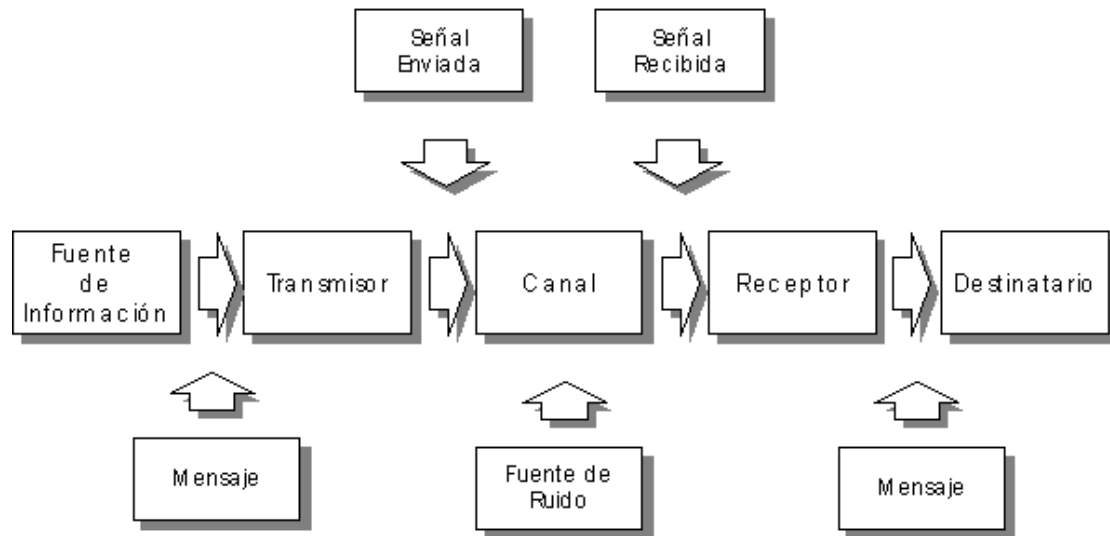 Señal
Enviada
Señal
Recibida
Fuente
de
Información
Transmisor
Canal
Receptor
Destinatario
Mensaje
Fuente de
Ruido
Mensaje